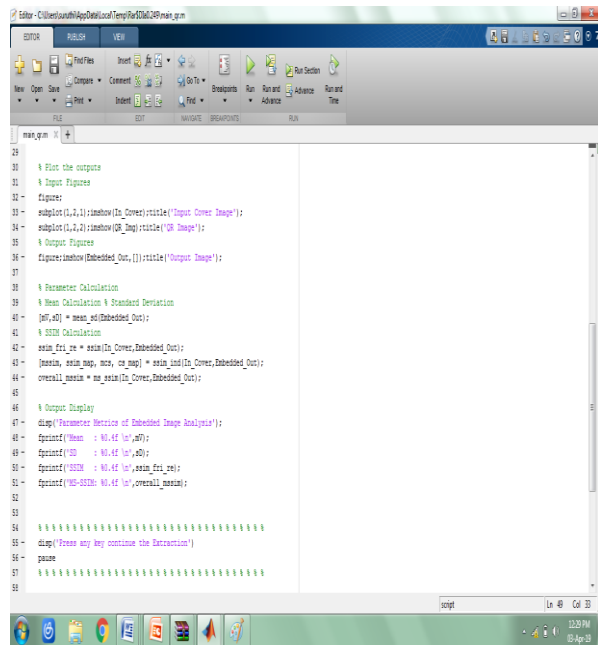 Editor - C:\Users\suruthi\AppData\Local\Temp\Rar$DIa0.249\main_qr.m
EDITOR PUBLISH VIEW
New Open Save
Find Files
Compare
Print
Insert
Comment
Indent
Go To
Find
Breakpoints
Run
Run and Advance
Run Section
Advance
Run and Time
FILE EDIT NAVIGATE BREAKPOINTS RUN
main_qr.m
29
30 % Plot the outputs
31 % Input Figures
32 - figure;
33 - subplot(1,2,1);imshow(In_Cover);title('Input Cover Image');
34 - subplot(1,2,2);imshow(QR_Img);title('QR Image');
35 % Output Figures
36 - figure;imshow(Embedded_Out,[]);title('Output Image');
37
38 % Parameter Calculation
39 % Mean Calculation % Standard Deviation
40 - [mV,sD] = mean_sd(Embedded_Out);
41 % SSIM Calculation
42 - ssim_fri_re = ssim(In_Cover,Embedded_Out);
43 - [mssim, ssim_map, mcs, cs_map] = ssim_ind(In_Cover,Embedded_Out);
44 - overall_mssim = ms_ssim(In_Cover,Embedded_Out);
45
46 % Output Display
47 - disp('Parameter Metrics of Embedded Image Analysis');
48 - fprintf('Mean : %0.4f \n',mV);
49 - fprintf('SD : %0.4f \n',sD);
50 - fprintf('SSIM : %0.4f \n',ssim_fri_re);
51 - fprintf('MS-SSIM: %0.4f \n',overall_mssim);
52
53
54 % % % % % % % % % % % % % % % % % % % % % % % % % % % % % % % %
55 - disp('Press any key continue the Extraction')
56 - pause
57 % % % % % % % % % % % % % % % % % % % % % % % % % % % % % % % %
58
script Ln 49 Col 33
12:29 PM
03-Apr-19